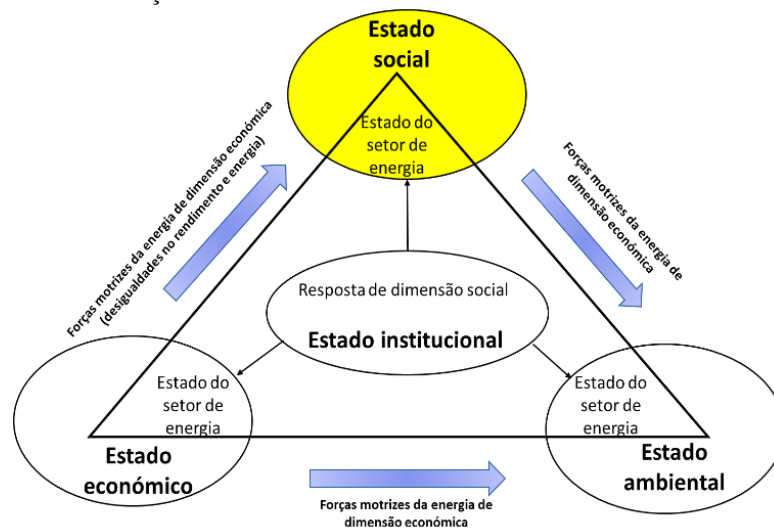 Estado
social
Estado do
setor de
energia
Forças motrizes da energia de dimensão económica
(desigualdades no rendimento e energia)
Forças motrizes da energia de
dimensão económica
Resposta de dimensão social
Estado institucional
Estado do
setor de
energia
Estado
económico
Estado do
setor de
energia
Estado
ambiental
Forças motrizes da energia de
dimensão económica